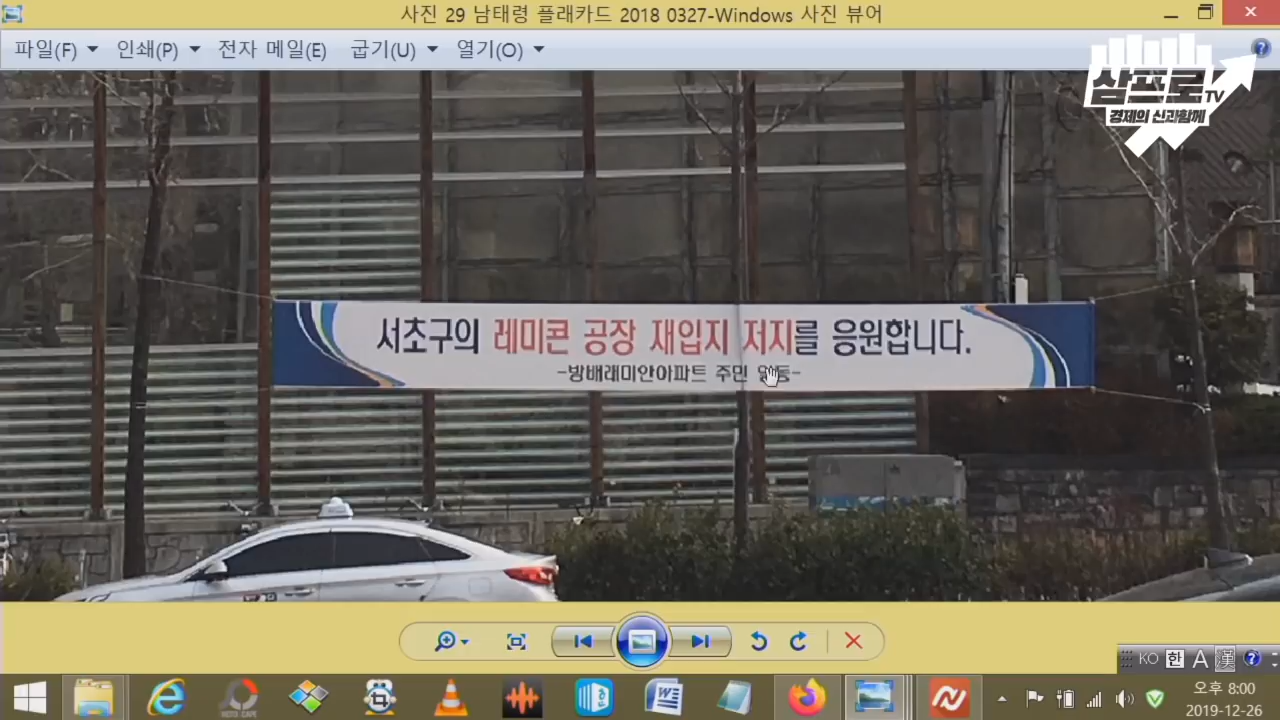 사진 29 남태령 플래카드 2018 0327-Windows 사진 뷰어
파일(F) 인쇄(P) 전자 메일(E) 굽기(U) 열기(O)
삼프로TV
경제의 신과함께
서초구의 레미콘 공장 재입지 저지를 응원합니다.
-방배래미안아파트 주민 일동-
KO 한 A 漢
오후 8:00
2019-12-26